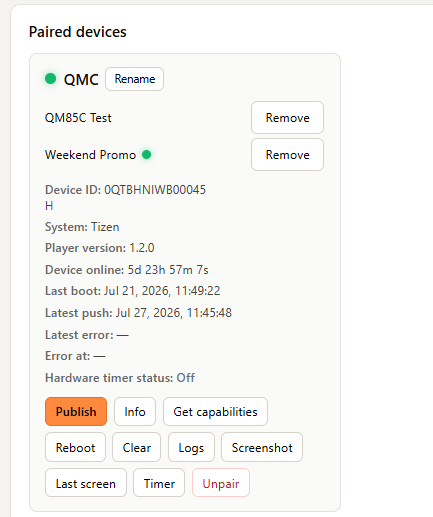 Paired devices
QMC Rename
QM85C Test Remove
Weekend Promo Remove
Device ID: 0QTBHNIWB00045
H
System: Tizen
Player version: 1.2.0
Device online: 5d 23h 57m 7s
Last boot: Jul 21, 2026, 11:49:22
Latest push: Jul 27, 2026, 11:45:48
Latest error: —
Error at: —
Hardware timer status: Off
Publish Info Get capabilities
Reboot Clear Logs Screenshot
Last screen Timer Unpair